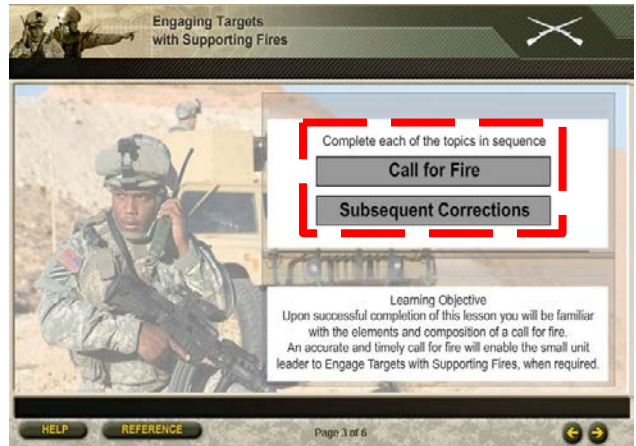 Engaging Targets
with Supporting Fires
Complete each of the topics in sequence
Call for Fire
Subsequent Corrections
Learning Objective
Upon successful completion of this lesson you will be familiar
with the elements and composition of a call for fire.
An accurate and timely call for fire will enable the small unit
leader to Engage Targets with Supporting Fires, when required.
HELP
REFERENCE
Page 3 of 6